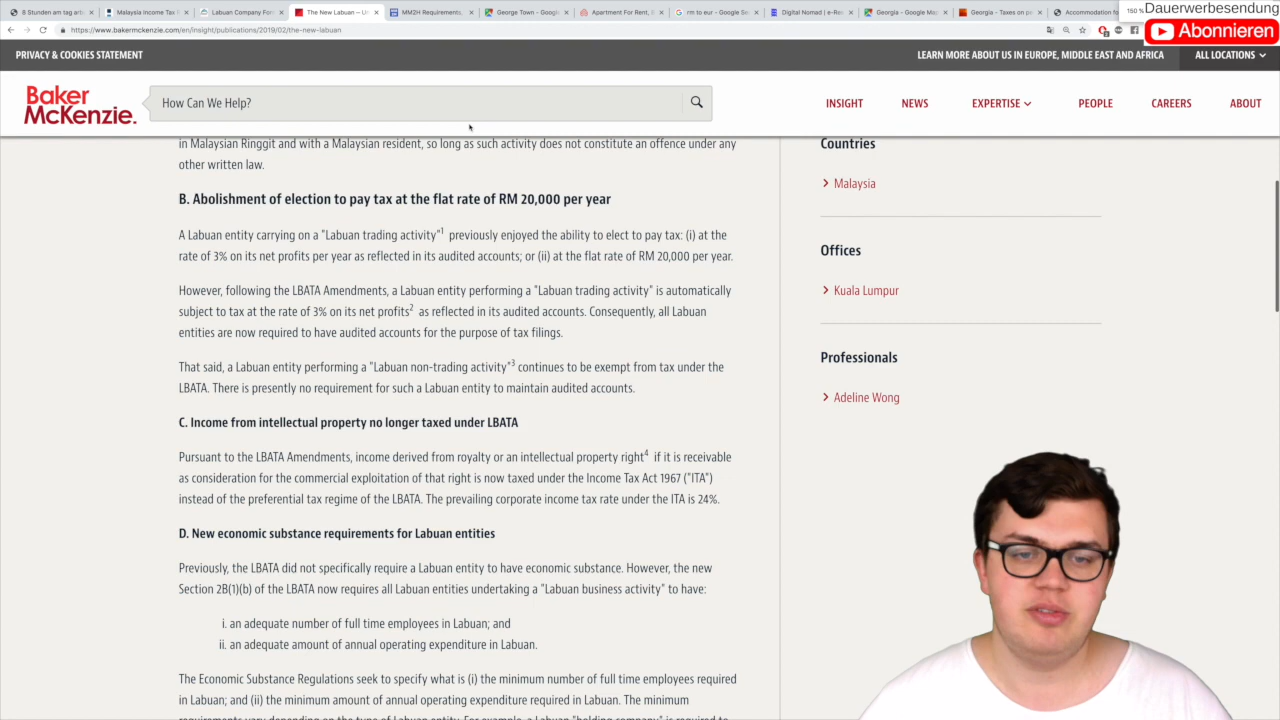 8 Stunden am tag arb
Malaysia Income Tax R
Labuan Company For
The New Labuan – Un
MM2H Requirements,
George Town - Google
Apartment For Rent, I
rm to eur - Google Se
Digital Nomad | e-Res
Georgia - Google Map
Georgia - Taxes on pe
Accommodation fo
150 %
Dauerwerbesendung
https://www.bakermckenzie.com/en/insight/publications/2019/02/the-new-labuan
Abonnieren
PRIVACY & COOKIES STATEMENT
LEARN MORE ABOUT US IN EUROPE, MIDDLE EAST AND AFRICA
ALL LOCATIONS
Baker
McKenzie.
How Can We Help?
INSIGHT
NEWS
EXPERTISE
PEOPLE
CAREERS
ABOUT
in Malaysian Ringgit and with a Malaysian resident, so long as such activity does not constitute an offence under any
other written law.
B. Abolishment of election to pay tax at the flat rate of RM 20,000 per year
A Labuan entity carrying on a "Labuan trading activity"1 previously enjoyed the ability to elect to pay tax: (i) at the
rate of 3% on its net profits per year as reflected in its audited accounts; or (ii) at the flat rate of RM 20,000 per year.
However, following the LBATA Amendments, a Labuan entity performing a "Labuan trading activity" is automatically
subject to tax at the rate of 3% on its net profits2 as reflected in its audited accounts. Consequently, all Labuan
entities are now required to have audited accounts for the purpose of tax filings.
That said, a Labuan entity performing a "Labuan non-trading activity"3 continues to be exempt from tax under the
LBATA. There is presently no requirement for such a Labuan entity to maintain audited accounts.
C. Income from intellectual property no longer taxed under LBATA
Pursuant to the LBATA Amendments, income derived from royalty or an intellectual property right4 if it is receivable
as consideration for the commercial exploitation of that right is now taxed under the Income Tax Act 1967 ("ITA")
instead of the preferential tax regime of the LBATA. The prevailing corporate income tax rate under the ITA is 24%.
D. New economic substance requirements for Labuan entities
Previously, the LBATA did not specifically require a Labuan entity to have economic substance. However, the new
Section 2B(1)(b) of the LBATA now requires all Labuan entities undertaking a "Labuan business activity" to have:
i. an adequate number of full time employees in Labuan; and
ii. an adequate amount of annual operating expenditure in Labuan.
The Economic Substance Regulations seek to specify what is (i) the minimum number of full time employees required
in Labuan; and (ii) the minimum amount of annual operating expenditure required in Labuan. The minimum
requirements vary depending on the type of Labuan entity. For example, a Labuan "holding company" is required to
Countries
Malaysia
Offices
Kuala Lumpur
Professionals
Adeline Wong